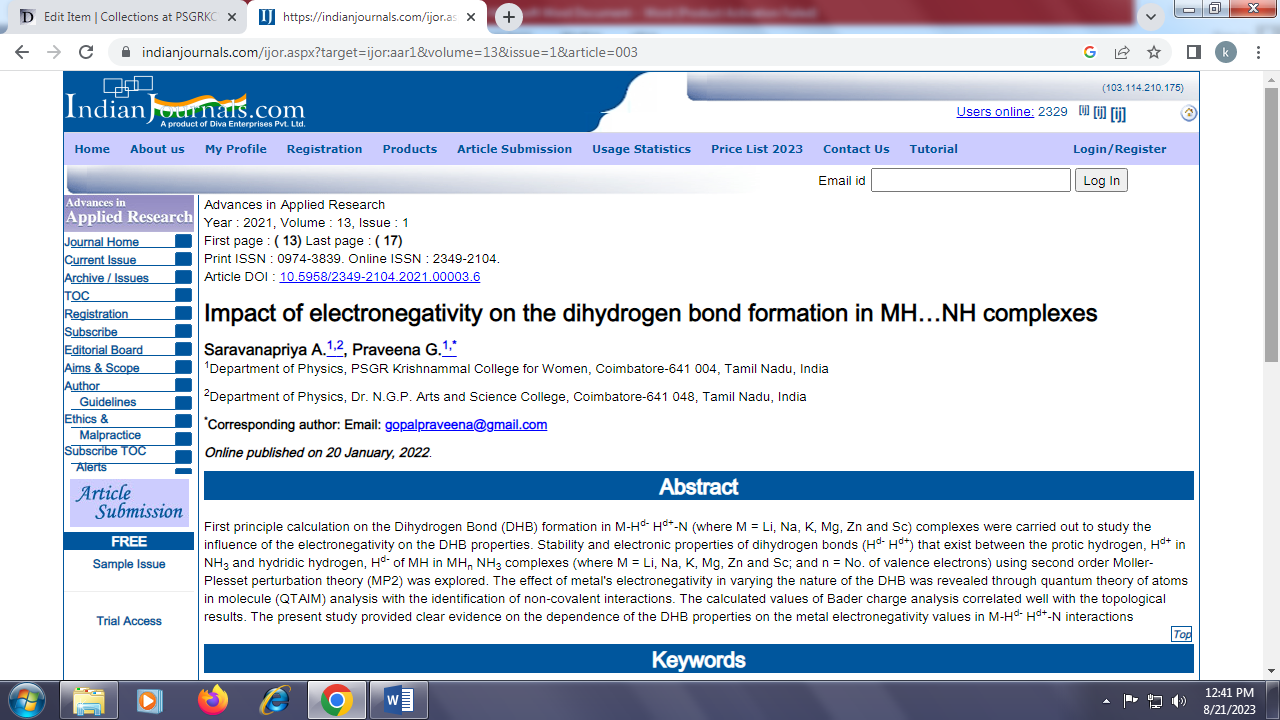 Edit Item | Collections at PSGRKC
https://indianjournals.com/ijor.as
indianjournals.com/ijor.aspx?target=ijor:aar1&volume=13&issue=1&article=003
k
IndianJournals.com
A product of Diva Enterprises Pvt. Ltd.
(103.114.210.175)
Users online: 2329 [ij] [ij] [ij]
Home About us My Profile Registration Products Article Submission Usage Statistics Price List 2023 Contact Us Tutorial Login/Register
Email id Log In
Advances in
Applied Research
Journal Home
Current Issue
Archive / Issues
TOC
Registration
Subscribe
Editorial Board
Aims & Scope
Author
Guidelines
Ethics &
Malpractice
Subscribe TOC
Alerts
Article
Submission
FREE
Sample Issue
Trial Access
Advances in Applied Research
Year : 2021, Volume : 13, Issue : 1
First page : ( 13) Last page : ( 17)
Print ISSN : 0974-3839. Online ISSN : 2349-2104.
Article DOI : 10.5958/2349-2104.2021.00003.6
Impact of electronegativity on the dihydrogen bond formation in MH…NH complexes
Saravanapriya A.1,2, Praveena G.1,*
1Department of Physics, PSGR Krishnammal College for Women, Coimbatore-641 004, Tamil Nadu, India
2Department of Physics, Dr. N.G.P. Arts and Science College, Coimbatore-641 048, Tamil Nadu, India
*Corresponding author: Email: gopalpraveena@gmail.com
Online published on 20 January, 2022.
Abstract
First principle calculation on the Dihydrogen Bond (DHB) formation in M-Hd- Hd+-N (where M = Li, Na, K, Mg, Zn and Sc) complexes were carried out to study the
influence of the electronegativity on the DHB properties. Stability and electronic properties of dihydrogen bonds (Hd- Hd+) that exist between the protic hydrogen, Hd+ in
NH3 and hydridic hydrogen, Hd- of MH in MHn NH3 complexes (where M = Li, Na, K, Mg, Zn and Sc; and n = No. of valence electrons) using second order Moller-
Plesset perturbation theory (MP2) was explored. The effect of metal's electronegativity in varying the nature of the DHB was revealed through quantum theory of atoms
in molecule (QTAIM) analysis with the identification of non-covalent interactions. The calculated values of Bader charge analysis correlated well with the topological
results. The present study provided clear evidence on the dependence of the DHB properties on the metal electronegativity values in M-Hd- Hd+-N interactions
Top
Keywords
12:41 PM
8/21/2023